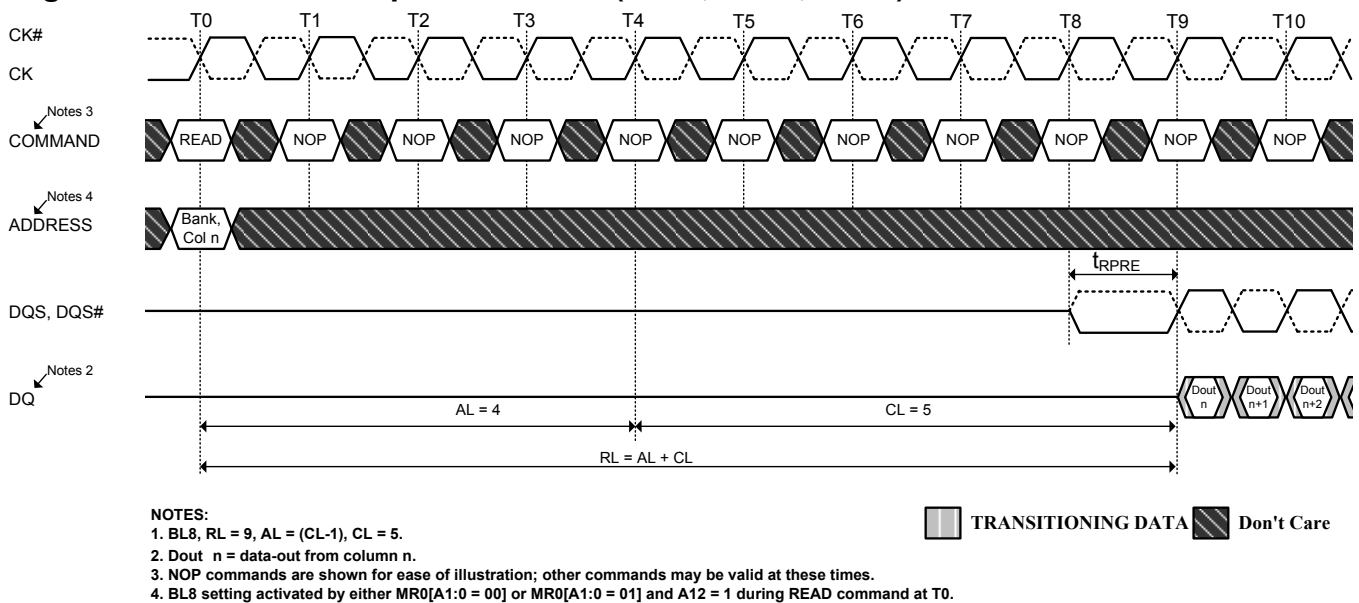 T0 T1 T2 T3 T4 T5 T6 T7 T8 T9 T10
CK#
CK
Notes 3
COMMAND
READ NOP NOP NOP NOP NOP NOP NOP NOP NOP NOP
Notes 4
ADDRESS
Bank,
Col n
tRPRE
DQS, DQS#
Notes 2
DQ
Dout n Dout n+1 Dout n+2
AL = 4 CL = 5
RL = AL + CL
NOTES:
1. BL8, RL = 9, AL = (CL-1), CL = 5.
2. Dout n = data-out from column n.
3. NOP commands are shown for ease of illustration; other commands may be valid at these times.
4. BL8 setting activated by either MR0[A1:0 = 00] or MR0[A1:0 = 01] and A12 = 1 during READ command at T0.
TRANSITIONING DATA Don't Care